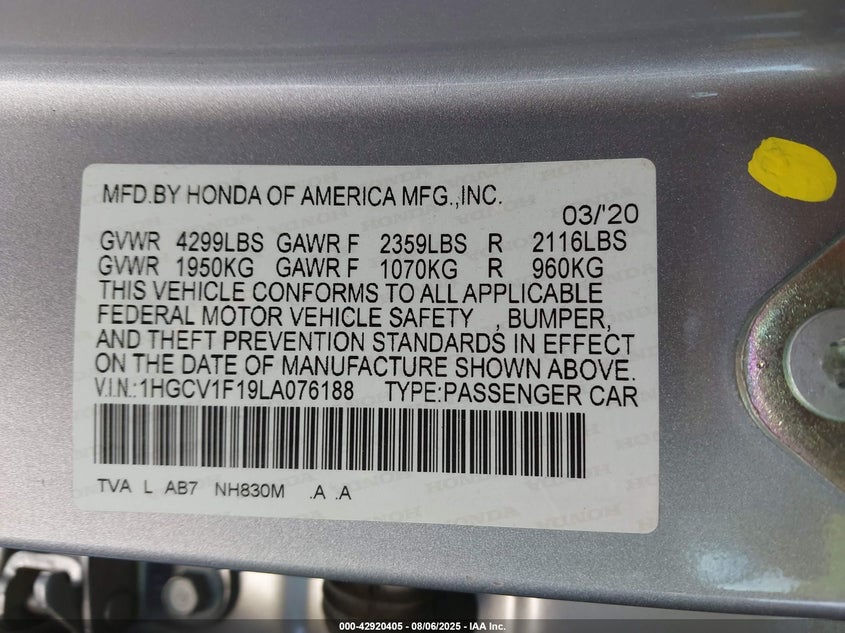 MFD.BY HONDA OF AMERICA MFG.,INC.
03/'20
GVWR 4299LBS GAWR F 2359LBS R 2116LBS
GVWR 1950KG GAWR F 1070KG R 960KG
THIS VEHICLE CONFORMS TO ALL APPLICABLE
FEDERAL MOTOR VEHICLE SAFETY , BUMPER,
AND THEFT PREVENTION STANDARDS IN EFFECT
ON THE DATE OF MANUFACTURE SHOWN ABOVE.
V.I.N.:1HGCV1F19LA076188 TYPE:PASSENGER CAR
TVA L AB7 NH830M .A .A
000-42920405 - 08/06/2025 - IAA Inc.